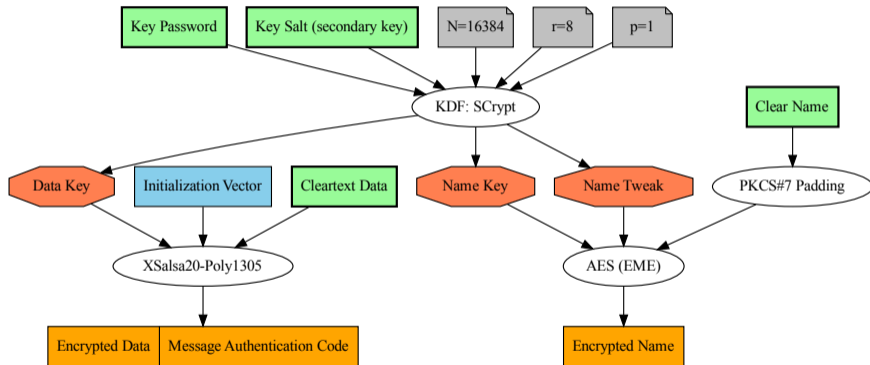 Key Password
Key Salt (secondary key)
N=16384
r=8
p=1
KDF: SCrypt
Clear Name
Data Key
Initialization Vector
Cleartext Data
Name Key
Name Tweak
PKCS#7 Padding
XSalsa20-Poly1305
AES (EME)
Encrypted Data
Message Authentication Code
Encrypted Name